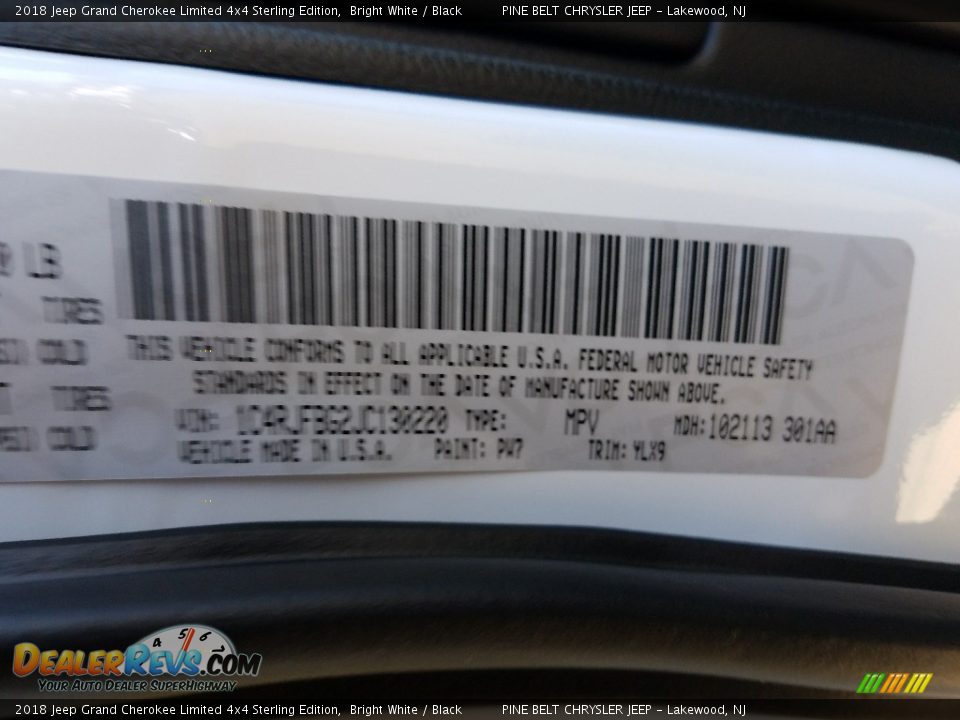 2018 Jeep Grand Cherokee Limited 4x4 Sterling Edition, Bright White / Black PINE BELT CHRYSLER JEEP - Lakewood, NJ
LB
TIRES
COLD
TIRES
COLD
THIS VEHICLE CONFORMS TO ALL APPLICABLE U.S.A. FEDERAL MOTOR VEHICLE SAFETY
STANDARDS IN EFFECT ON THE DATE OF MANUFACTURE SHOWN ABOVE.
VIN: 1C4RJFBG2JC130220 TYPE: MPV MDH:102113 301AA
VEHICLE MADE IN U.S.A. PAINT: PW7 TRIM: YLX9
4 5 6
DEALERREVS.COM
YOUR AUTO DEALER SUPERHIGHWAY
2018 Jeep Grand Cherokee Limited 4x4 Sterling Edition, Bright White / Black PINE BELT CHRYSLER JEEP - Lakewood, NJ